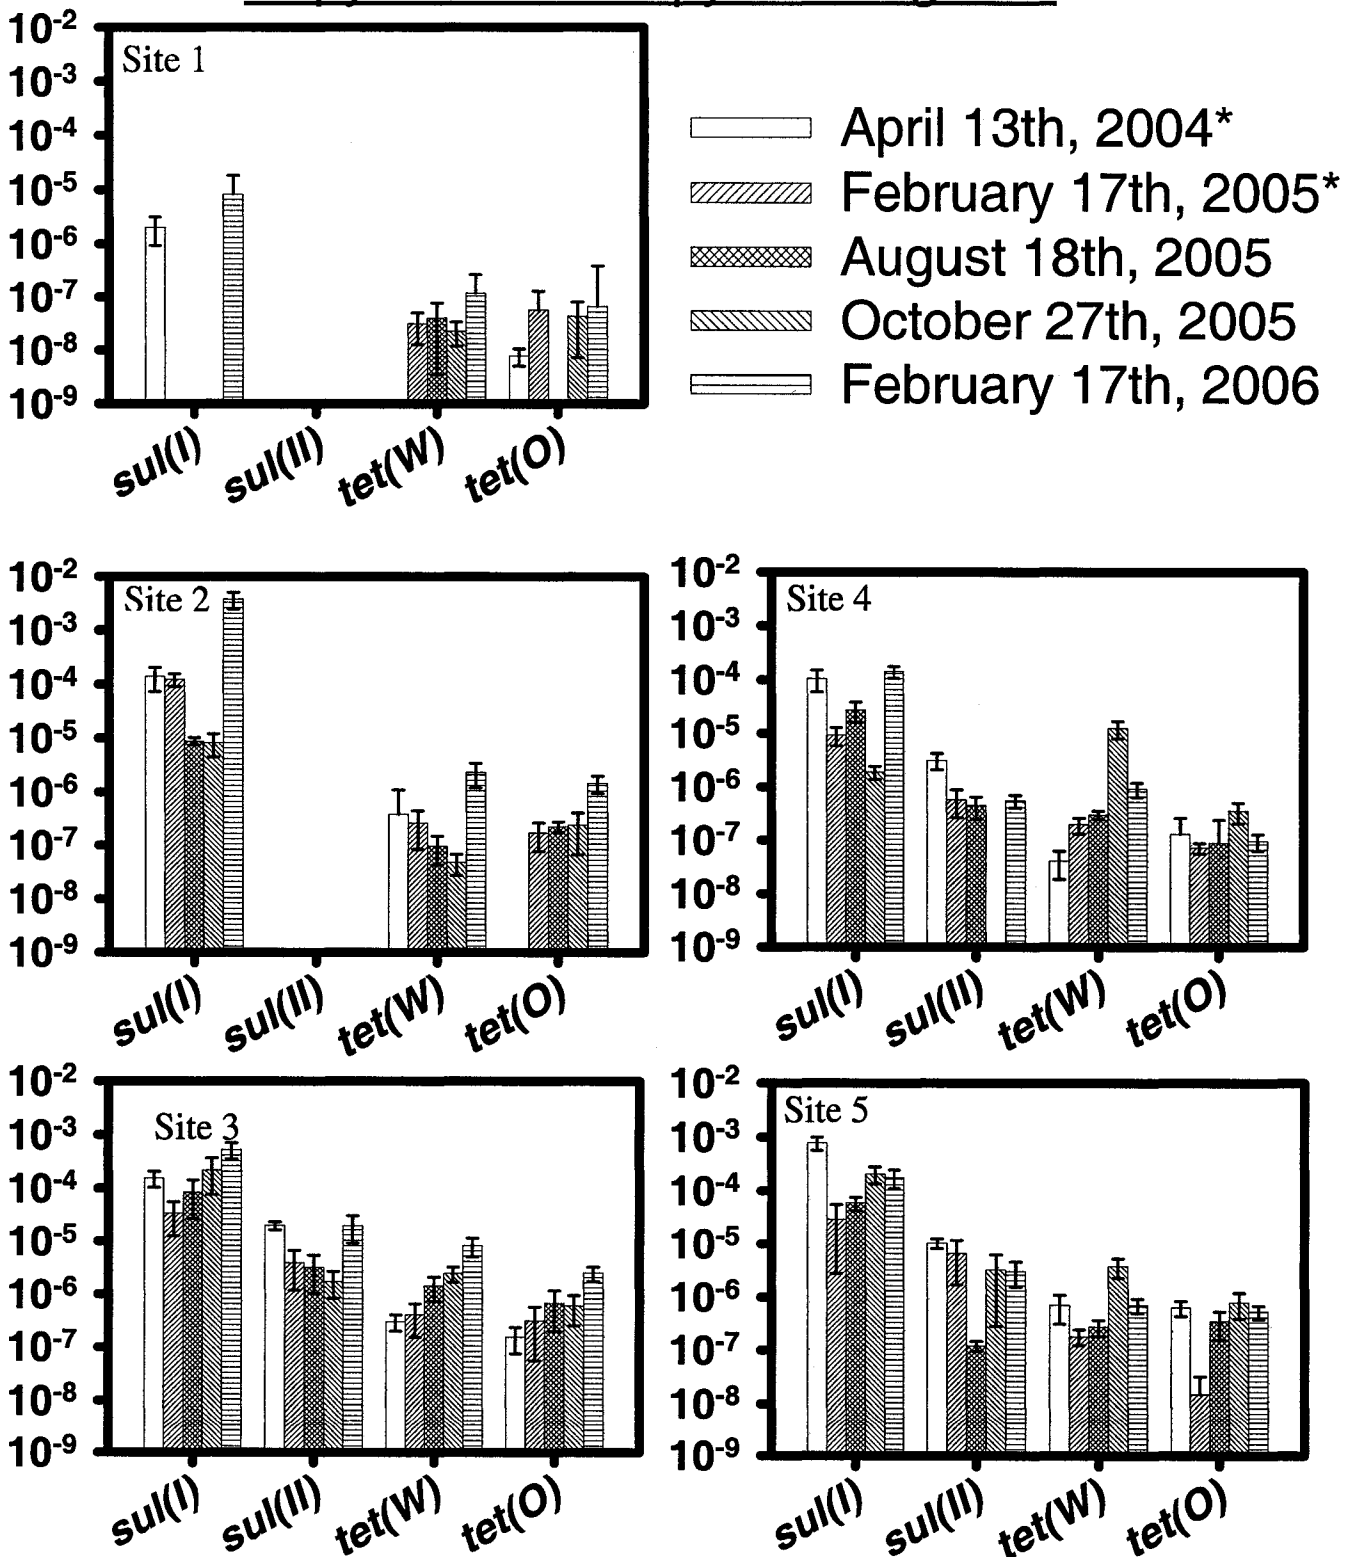 10-2
10-3
10-4
10-5
10-6
10-7
10-8
10-9
Site 1
sul(I) sul(II) tet(W) tet(O)
April 13th, 2004*
February 17th, 2005*
August 18th, 2005
October 27th, 2005
February 17th, 2006
10-2
10-3
10-4
10-5
10-6
10-7
10-8
10-9
Site 2
sul(I) sul(II) tet(W) tet(O)
10-2
10-3
10-4
10-5
10-6
10-7
10-8
10-9
Site 4
sul(I) sul(II) tet(W) tet(O)
10-2
10-3
10-4
10-5
10-6
10-7
10-8
10-9
Site 3
sul(I) sul(II) tet(W) tet(O)
10-2
10-3
10-4
10-5
10-6
10-7
10-8
10-9
Site 5
sul(I) sul(II) tet(W) tet(O)